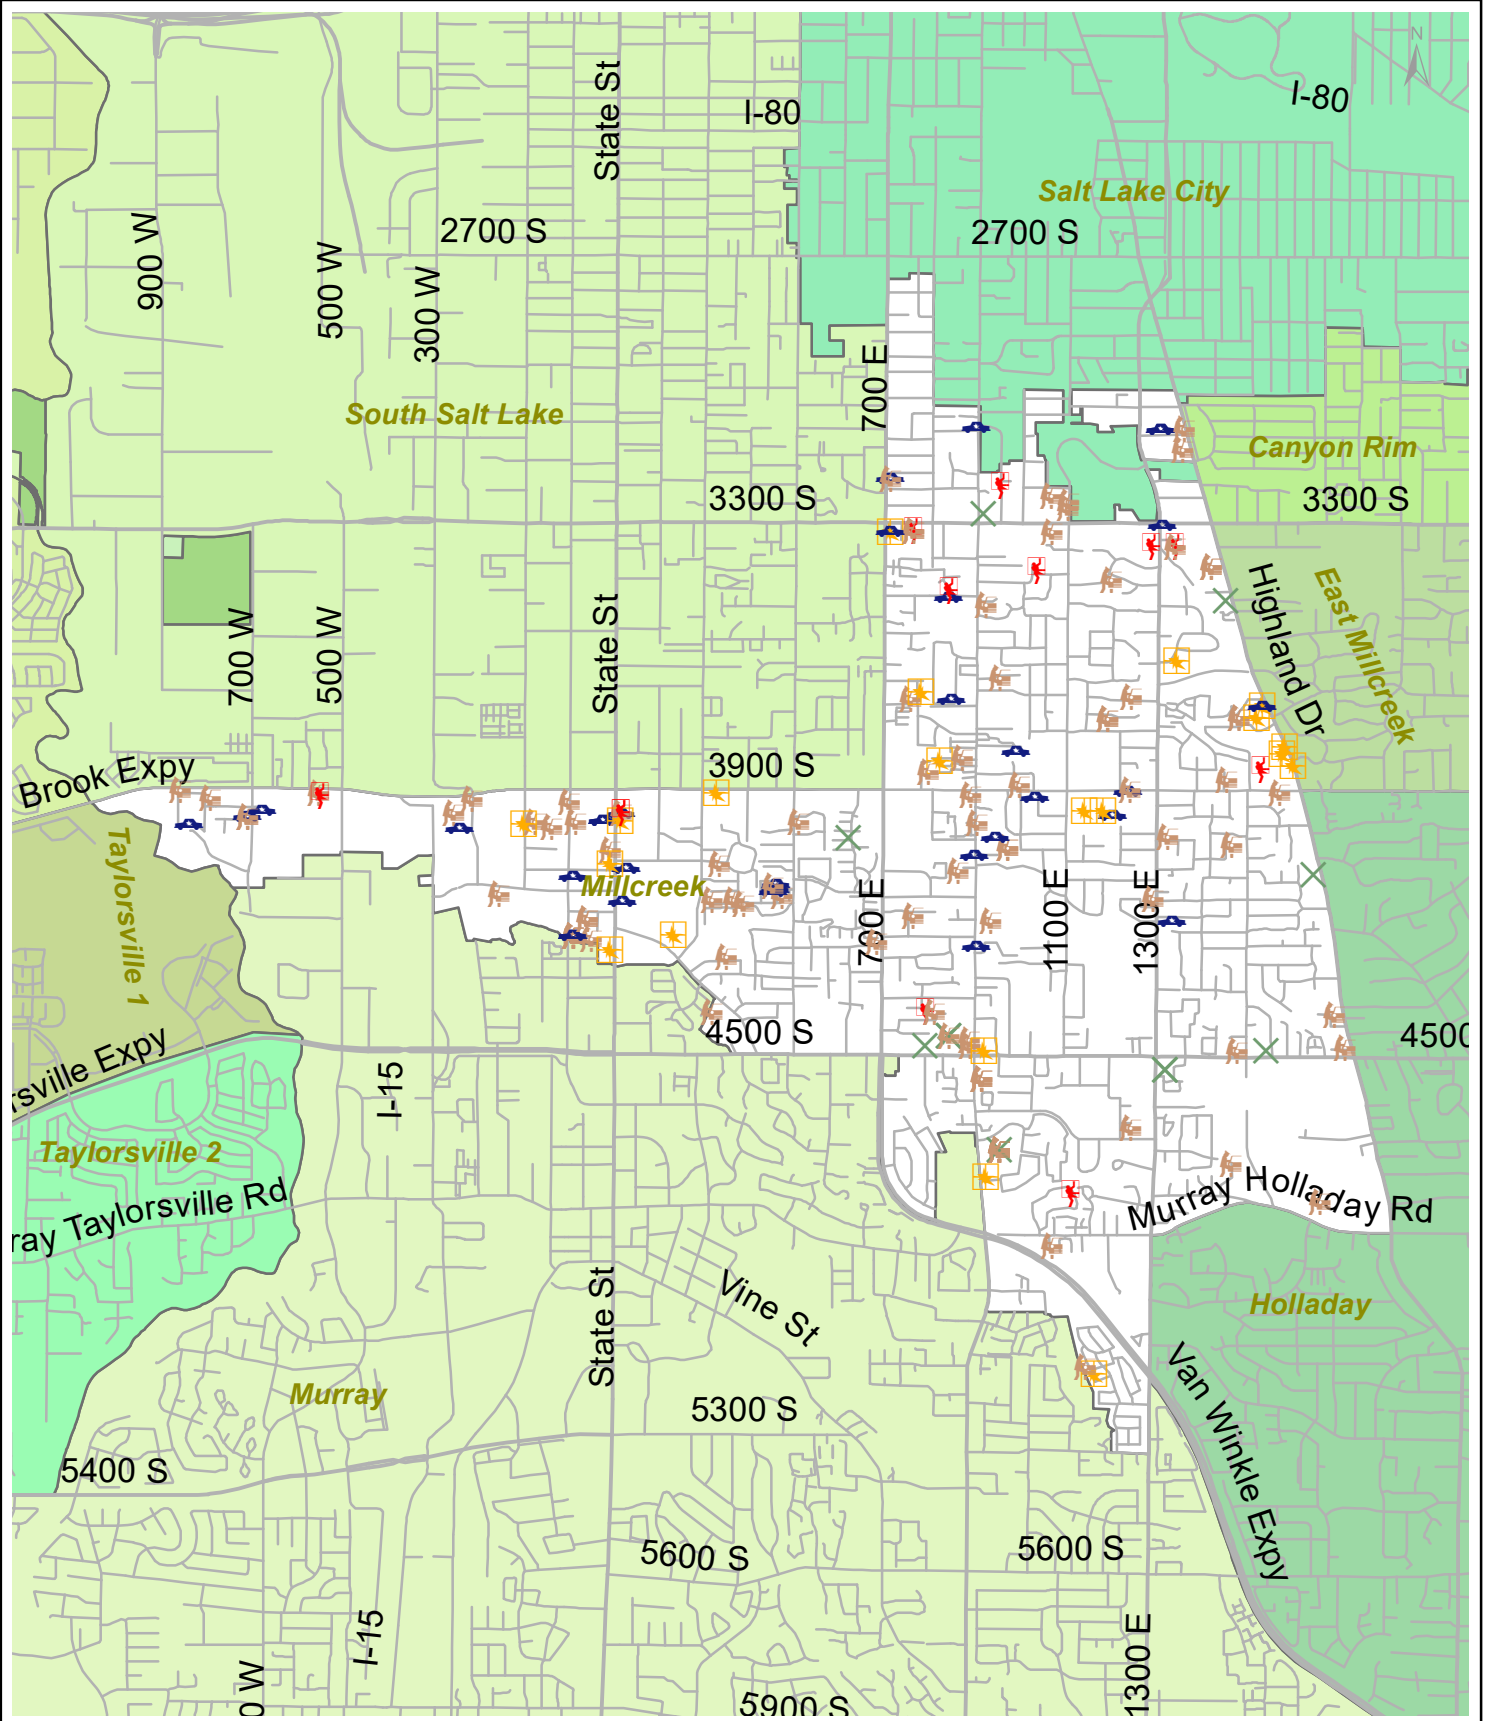 N
State St
I-80
I-80
Salt Lake City
900 W
2700 S
2700 S
500 W
300 W
700 E
South Salt Lake
Canyon Rim
3300 S
3300 S
Highland Dr
East Millcreek
700 W
500 W
State St
Brook Expy
3900 S
Taylorsville 1
Millcreek
700 E
1100 E
1300 E
4500 S
4500
rsville Expy
I-15
Taylorsville 2
ray Taylorsville Rd
Murray Holladay Rd
State St
Vine St
Holladay
Murray
5300 S
Van Winkle Expy
5400 S
5600 S
5600 S
I-15
0 W
1300 E
5900 S